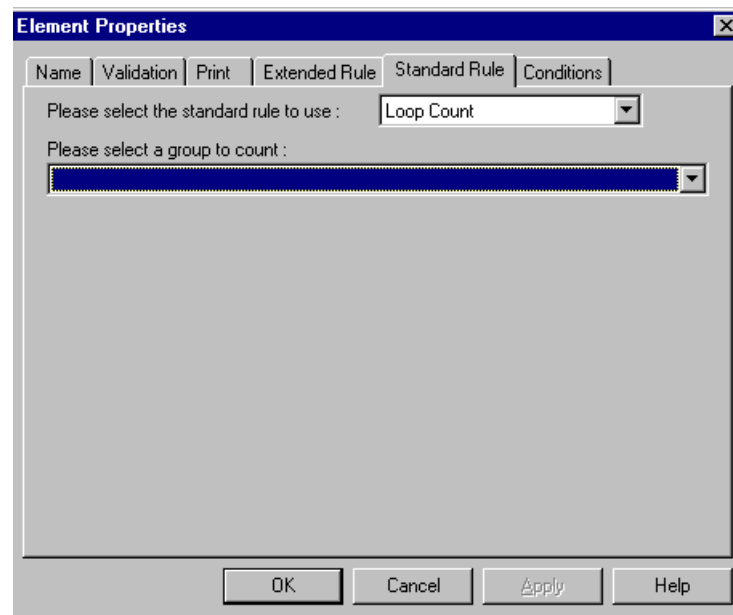 Element Properties
Name Validation Print Extended Rule Standard Rule Conditions
Please select the standard rule to use : Loop Count
Please select a group to count :
OK Cancel Apply Help